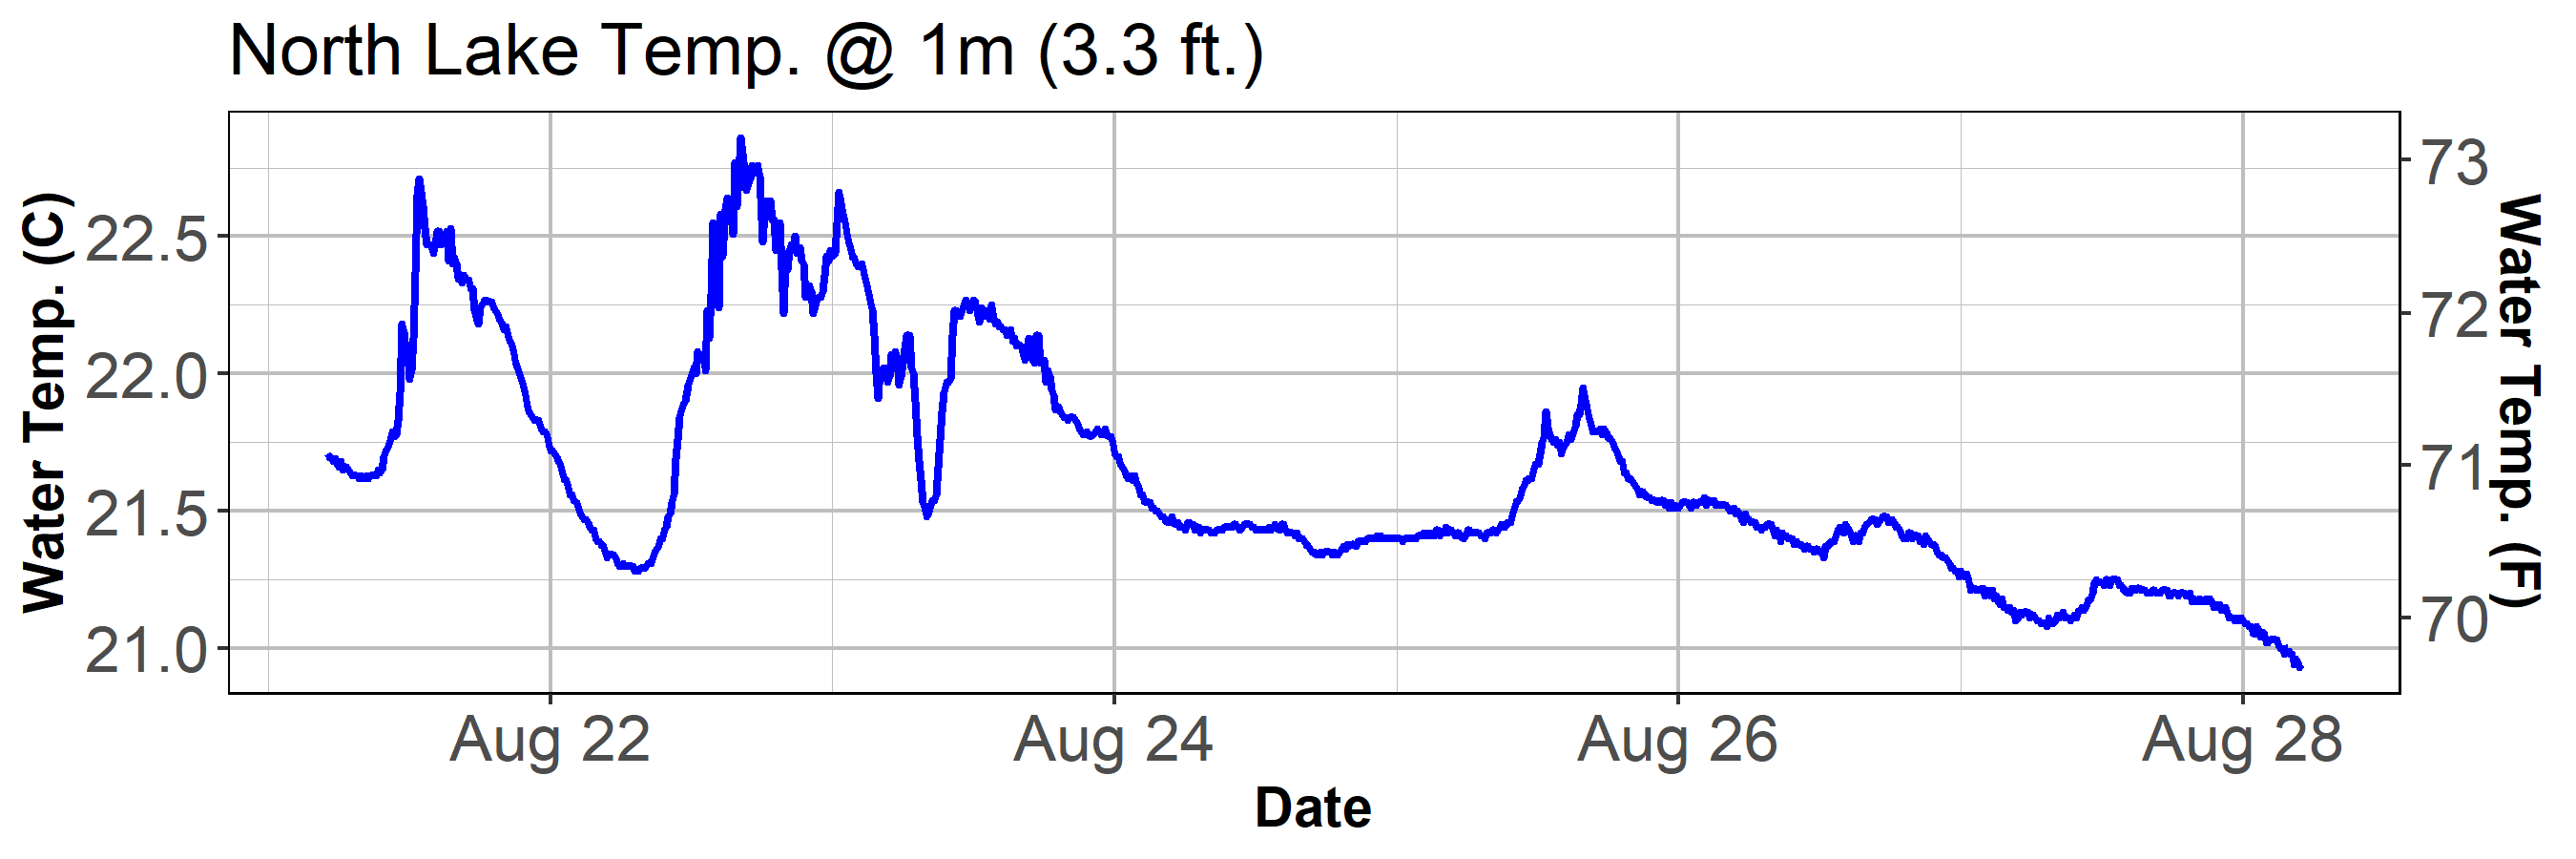 North Lake Temp. @ 1m (3.3 ft.)
Water Temp. (C)
22.5
22.0
21.5
21.0
73
72
71
70
Water Temp. (F)
Aug 22
Aug 24
Aug 26
Aug 28
Date